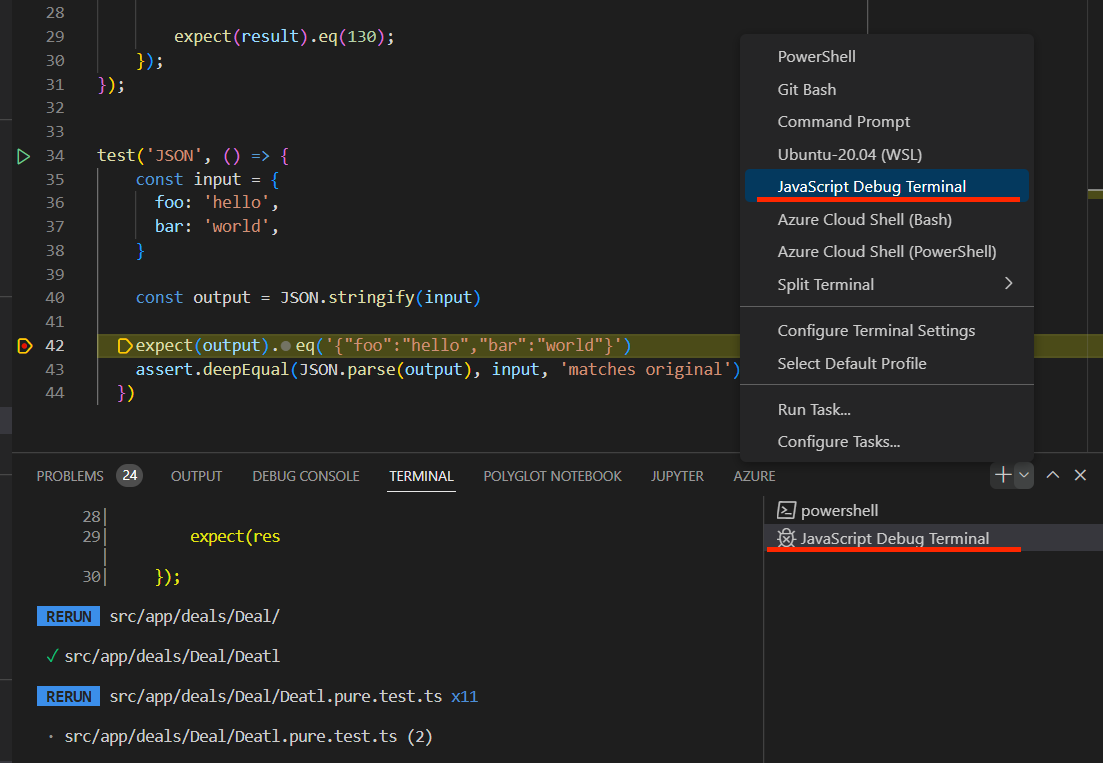 28
29 expect(result).eq(130);
30 });
31 });
32
33
34 test('JSON', () => {
35 const input = {
36 foo: 'hello',
37 bar: 'world',
38 }
39
40 const output = JSON.stringify(input)
41
42 expect(output).eq('{"foo":"hello","bar":"world"}')
43 assert.deepEqual(JSON.parse(output), input, 'matches original')
44 })
PowerShell
Git Bash
Command Prompt
Ubuntu-20.04 (WSL)
JavaScript Debug Terminal
Azure Cloud Shell (Bash)
Azure Cloud Shell (PowerShell)
Split Terminal
Configure Terminal Settings
Select Default Profile
Run Task...
Configure Tasks...
PROBLEMS 24 OUTPUT DEBUG CONSOLE TERMINAL POLYGLOT NOTEBOOK JUPYTER AZURE
28|
29| expect(res
|
30| });
RERUN src/app/deals/Deal/
✓ src/app/deals/Deal/Deatl
RERUN src/app/deals/Deal/Deatl.pure.test.ts x11
· src/app/deals/Deal/Deatl.pure.test.ts (2)
powershell
JavaScript Debug Terminal